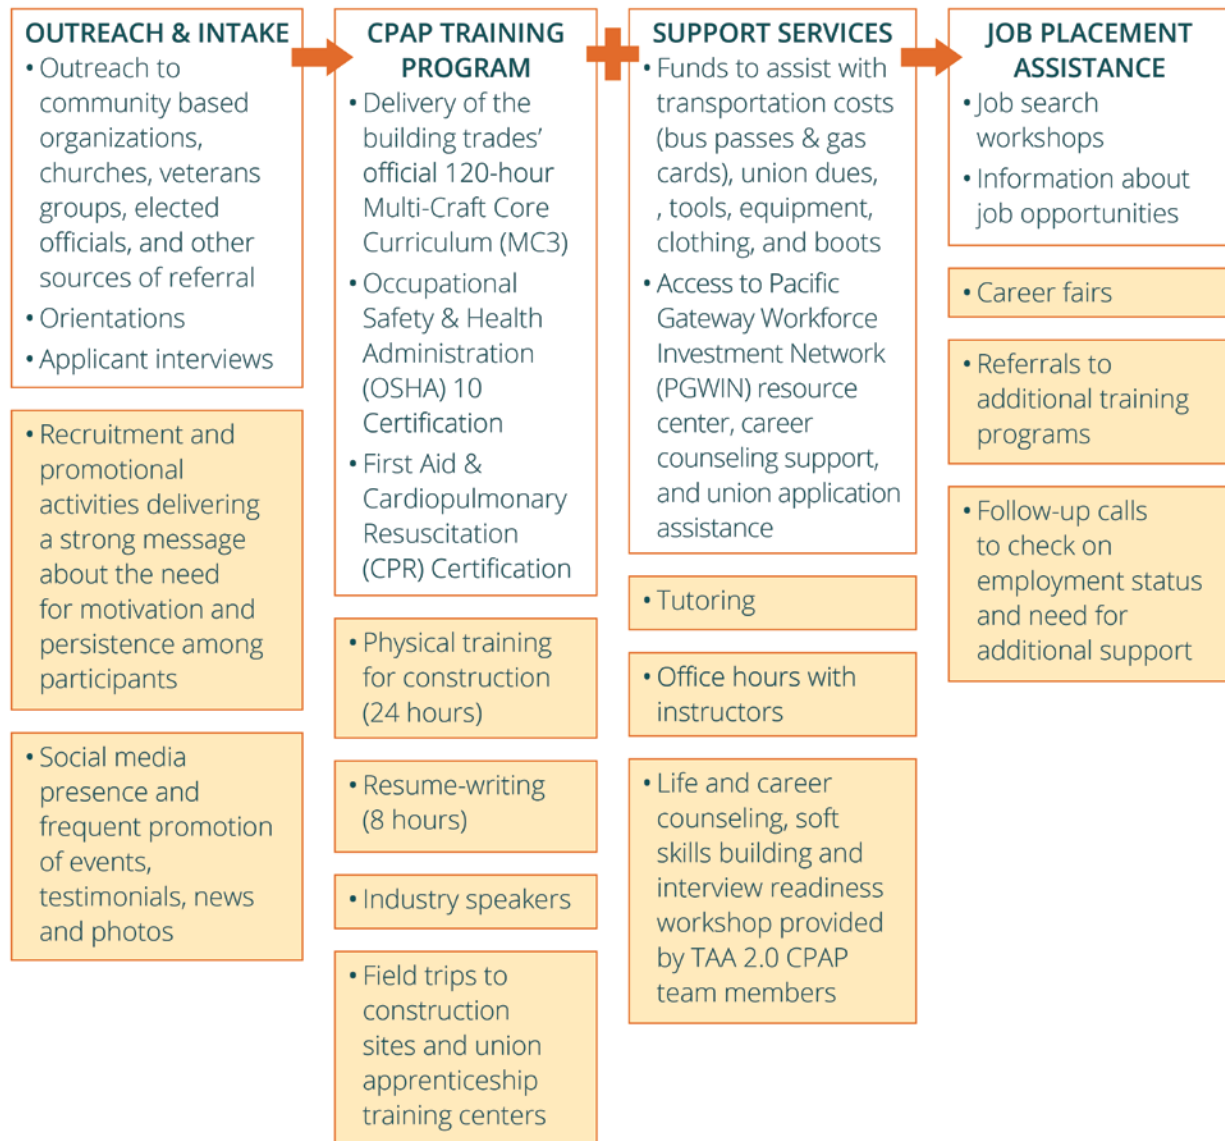 OUTREACH & INTAKE
• Outreach to
community based
organizations,
churches, veterans
groups, elected
officials, and other
sources of referral
• Orientations
• Applicant interviews
• Recruitment and
promotional
activities delivering
a strong message
about the need
for motivation and
persistence among
participants
• Social media
presence and
frequent promotion
of events,
testimonials, news
and photos
CPAP TRAINING
PROGRAM
• Delivery of the
building trades’
official 120-hour
Multi-Craft Core
Curriculum (MC3)
• Occupational
Safety & Health
Administration
(OSHA) 10
Certification
• First Aid &
Cardiopulmonary
Resuscitation
(CPR) Certification
• Physical training
for construction
(24 hours)
• Resume-writing
(8 hours)
• Industry speakers
• Field trips to
construction
sites and union
apprenticeship
training centers
SUPPORT SERVICES
• Funds to assist with
transportation costs
(bus passes & gas
cards), union dues,
, tools, equipment,
clothing, and boots
• Access to Pacific
Gateway Workforce
Investment Network
(PGWIN) resource
center, career
counseling support,
and union application
assistance
• Tutoring
• Office hours with
instructors
• Life and career
counseling, soft
skills building and
interview readiness
workshop provided
by TAA 2.0 CPAP
team members
JOB PLACEMENT
ASSISTANCE
• Job search
workshops
• Information about
job opportunities
• Career fairs
• Referrals to
additional training
programs
• Follow-up calls
to check on
employment status
and need for
additional support